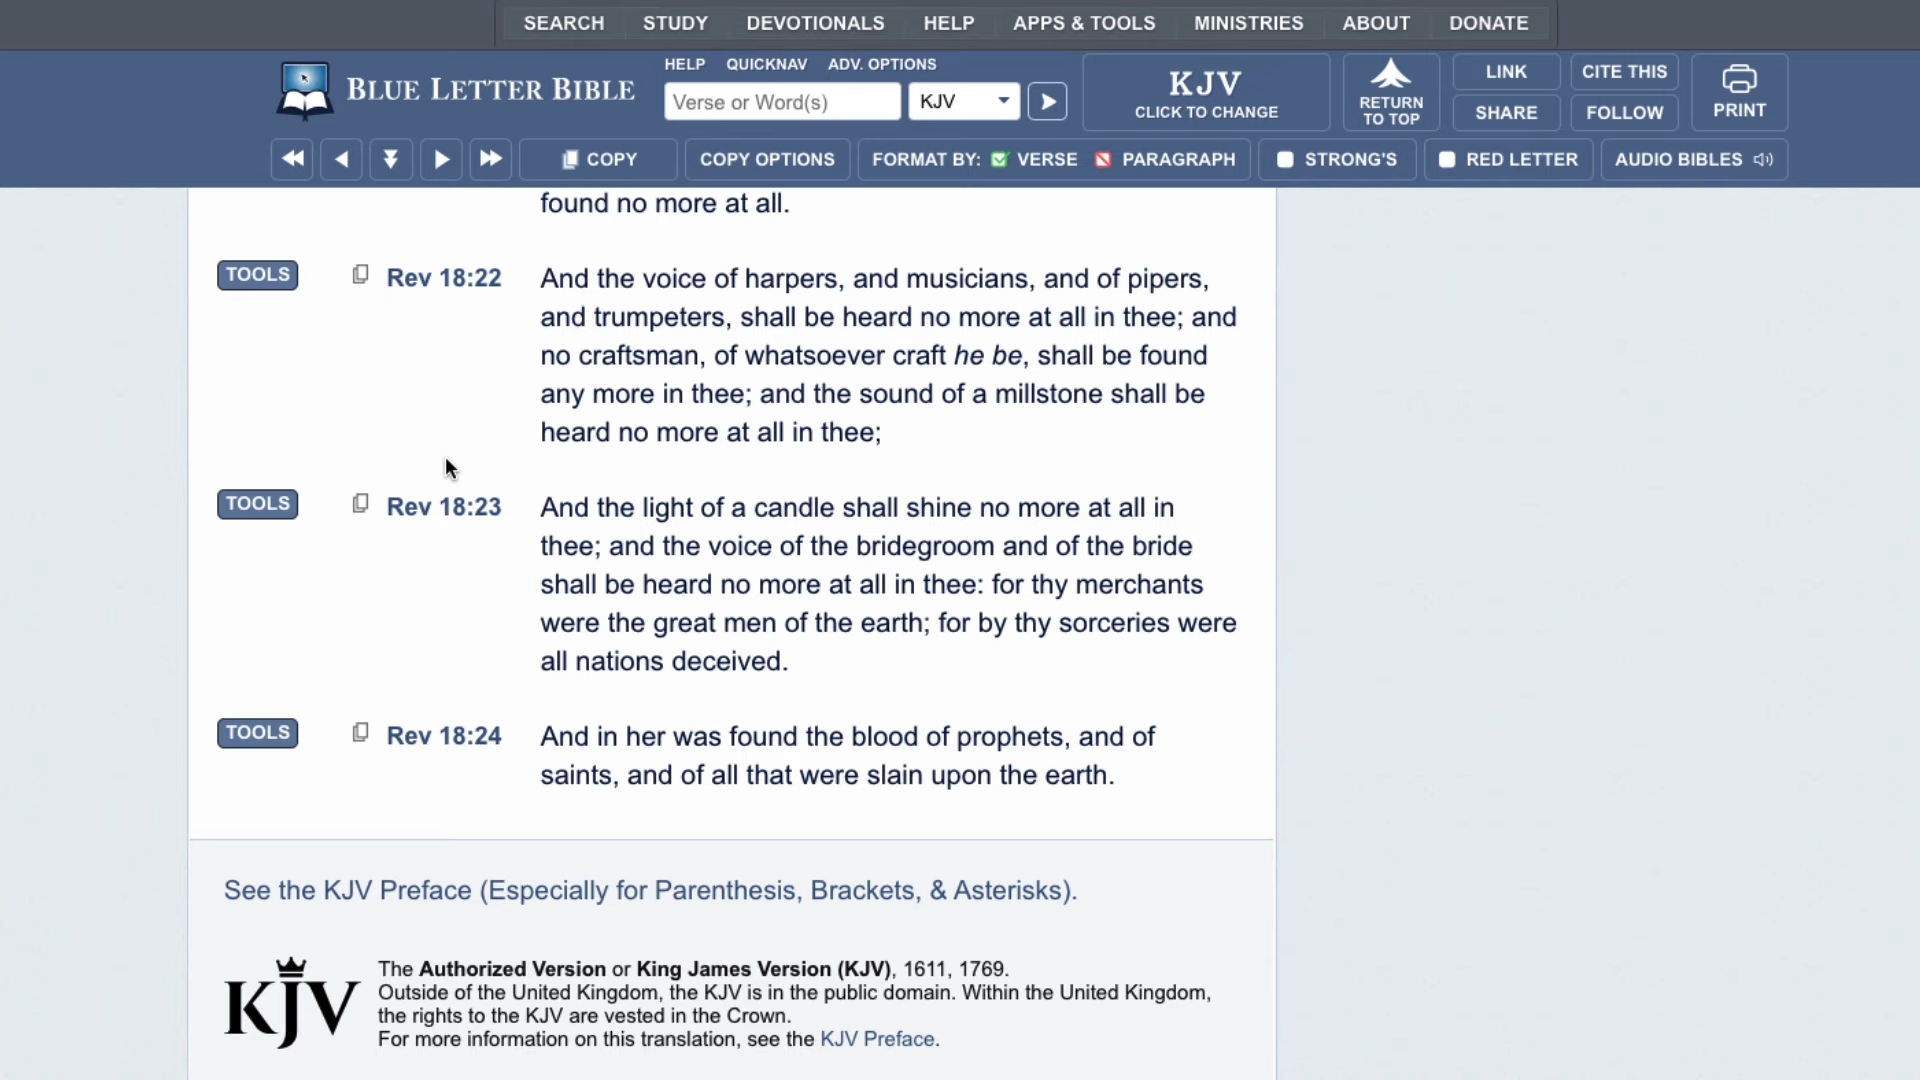 SEARCH STUDY DEVOTIONALS HELP APPS & TOOLS MINISTRIES ABOUT DONATE
BLUE LETTER BIBLE
HELP QUICKNAV ADV. OPTIONS
Verse or Word(s) KJV
KJV
CLICK TO CHANGE
RETURN
TO TOP
LINK CITE THIS
SHARE FOLLOW
PRINT
COPY COPY OPTIONS FORMAT BY: VERSE PARAGRAPH STRONG'S RED LETTER AUDIO BIBLES
found no more at all.
TOOLS Rev 18:22 And the voice of harpers, and musicians, and of pipers,
and trumpeters, shall be heard no more at all in thee; and
no craftsman, of whatsoever craft he be, shall be found
any more in thee; and the sound of a millstone shall be
heard no more at all in thee;
TOOLS Rev 18:23 And the light of a candle shall shine no more at all in
thee; and the voice of the bridegroom and of the bride
shall be heard no more at all in thee: for thy merchants
were the great men of the earth; for by thy sorceries were
all nations deceived.
TOOLS Rev 18:24 And in her was found the blood of prophets, and of
saints, and of all that were slain upon the earth.
See the KJV Preface (Especially for Parenthesis, Brackets, & Asterisks).
KJV
The Authorized Version or King James Version (KJV), 1611, 1769.
Outside of the United Kingdom, the KJV is in the public domain. Within the United Kingdom,
the rights to the KJV are vested in the Crown.
For more information on this translation, see the KJV Preface.